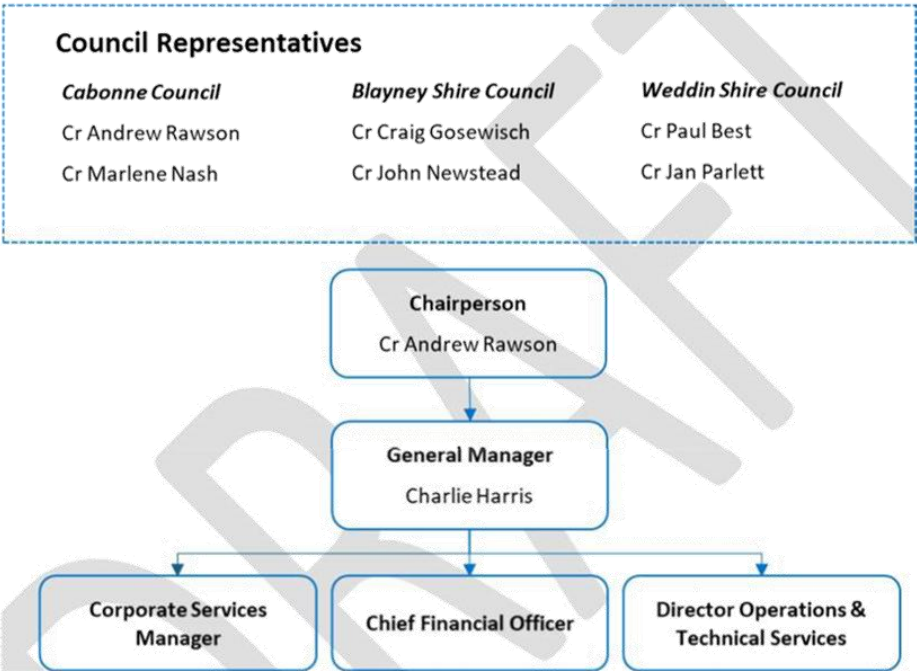 Council Representatives
Cabonne Council
Cr Andrew Rawson
Cr Marlene Nash
Blayney Shire Council
Cr Craig Gosewisch
Cr John Newstead
Weddin Shire Council
Cr Paul Best
Cr Jan Parlett
Chairperson
Cr Andrew Rawson
General Manager
Charlie Harris
Corporate Services
Manager
Chief Financial Officer
Director Operations &
Technical Services
DRAFT